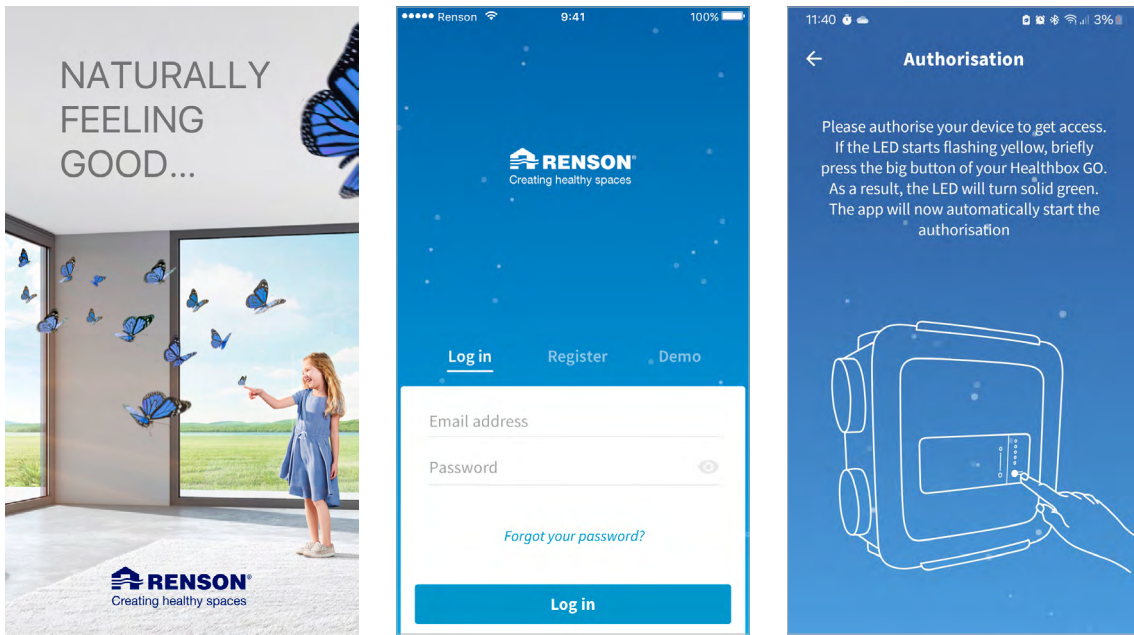 NATURALLY
FEELING
GOOD...
RENSON®
Creating healthy spaces
Renson
9:41
100%
RENSON®
Creating healthy spaces
Log in
Register
Demo
Email address
Password
Forgot your password?
Log in
11:40
3%
Authorisation
Please authorise your device to get access.
If the LED starts flashing yellow, briefly
press the big button of your Healthbox GO.
As a result, the LED will turn solid green.
The app will now automatically start the
authorisation